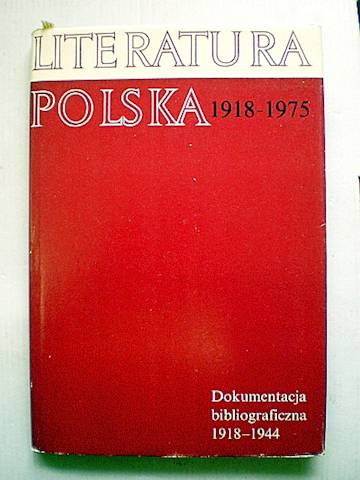 LITERATURA
POLSKA 1918-1975
Dokumentacja
bibliograficzna
1918-1944